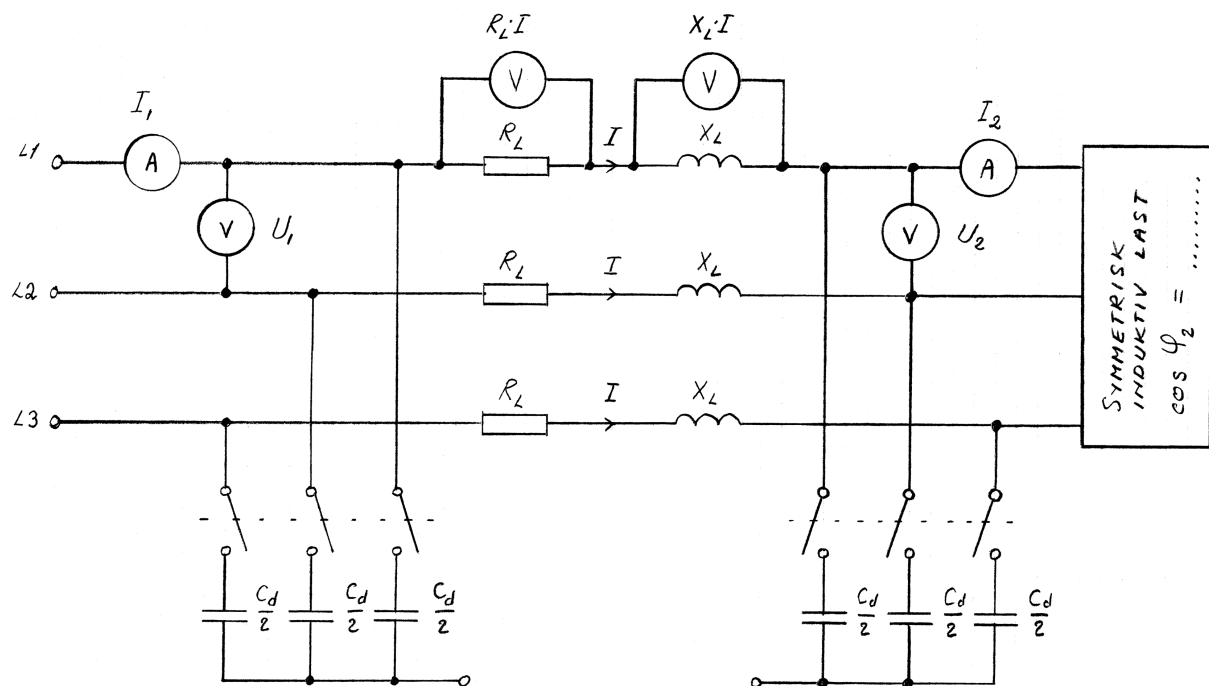 R_L·I
X_L·I
V
V
I_1
R_L
I
X_L
I_2
L1
A
A
V
U_1
V
U_2
L2
R_L
I
X_L
SYMMETRISK
INDUKTIV LAST
cos φ_2 = .........
L3
R_L
I
X_L
C_d/2
C_d/2
C_d/2
C_d/2
C_d/2
C_d/2